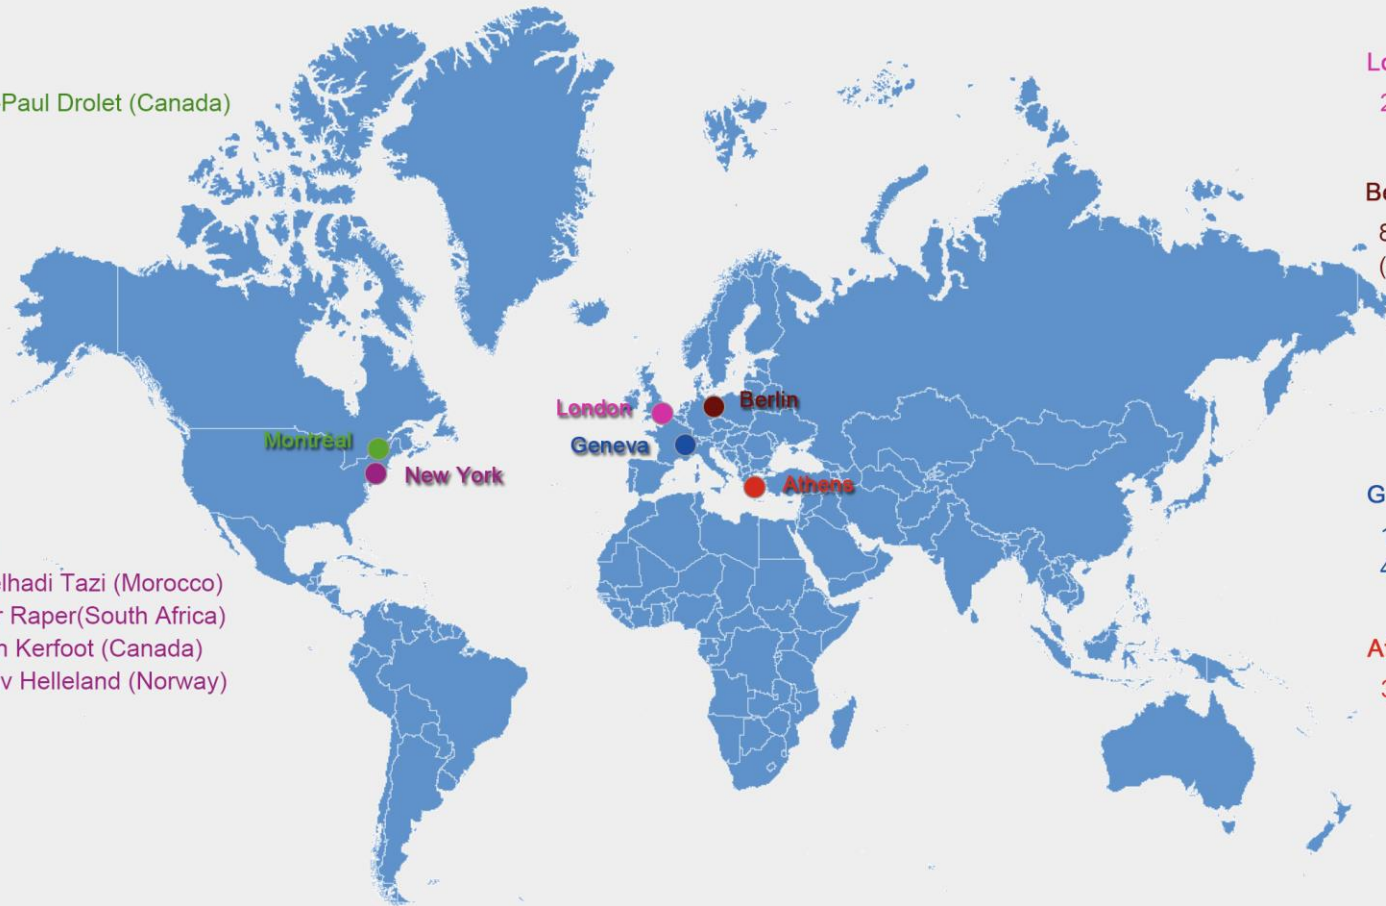 Paul Drolet (Canada)
London
Berlin
Geneva
Montréal
New York
Athens
Tazi (Morocco)
Raper(South Africa)
Kerfoot (Canada)
Helleland (Norway)